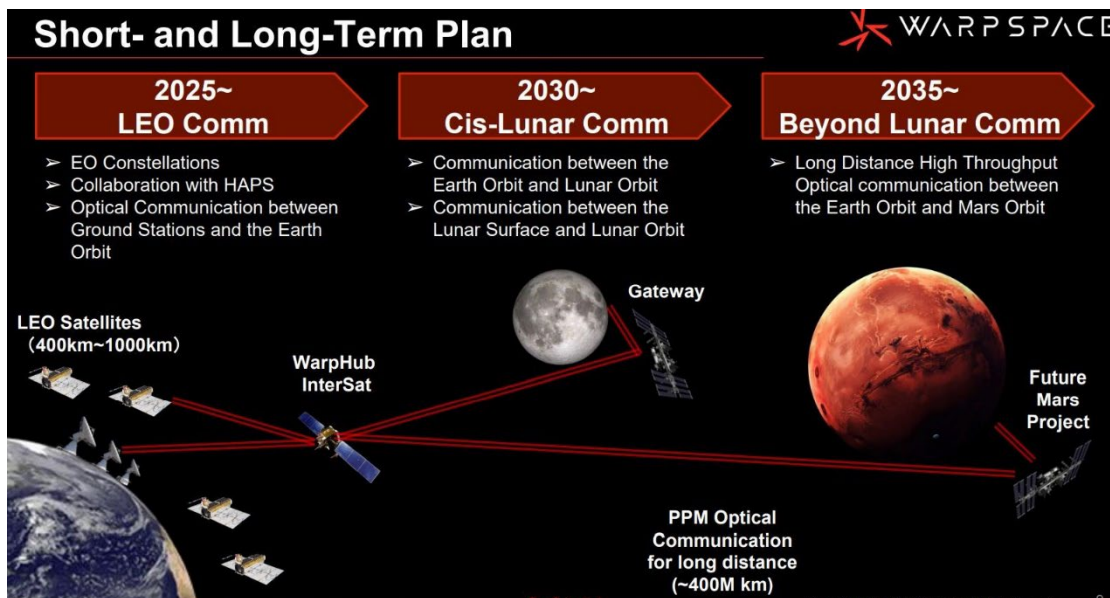 Short- and Long-Term Plan
WARPSPACE
2025~
LEO Comm
2030~
Cis-Lunar Comm
2035~
Beyond Lunar Comm
➢ EO Constellations
➢ Collaboration with HAPS
➢ Optical Communication between
Ground Stations and the Earth
Orbit
➢ Communication between the
Earth Orbit and Lunar Orbit
➢ Communication between the
Lunar Surface and Lunar Orbit
➢ Long Distance High Throughput
Optical communication between
the Earth Orbit and Mars Orbit
LEO Satellites
（400km~1000km）
WarpHub
InterSat
Gateway
Future
Mars
Project
PPM Optical
Communication
for long distance
(~400M km)